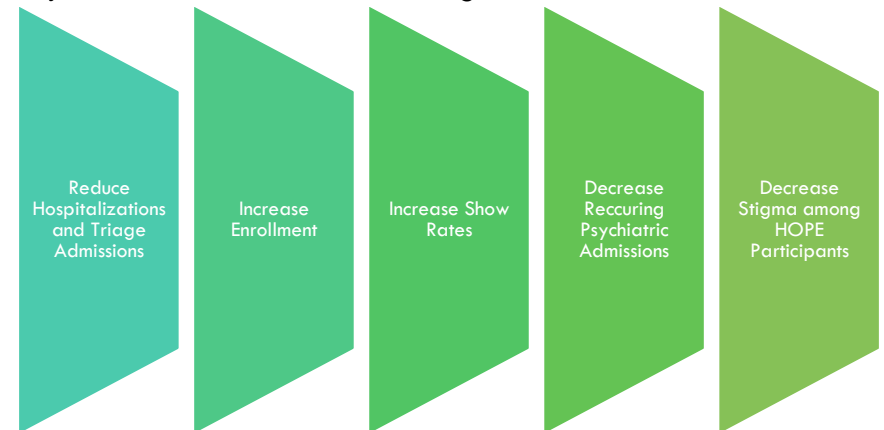 Reduce
Hospitalizations
and Triage
Admissions
Increase
Enrollment
Increase Show
Rates
Decrease
Reccuring
Psychiatric
Admissions
Decrease
Stigma among
HOPE
Participants